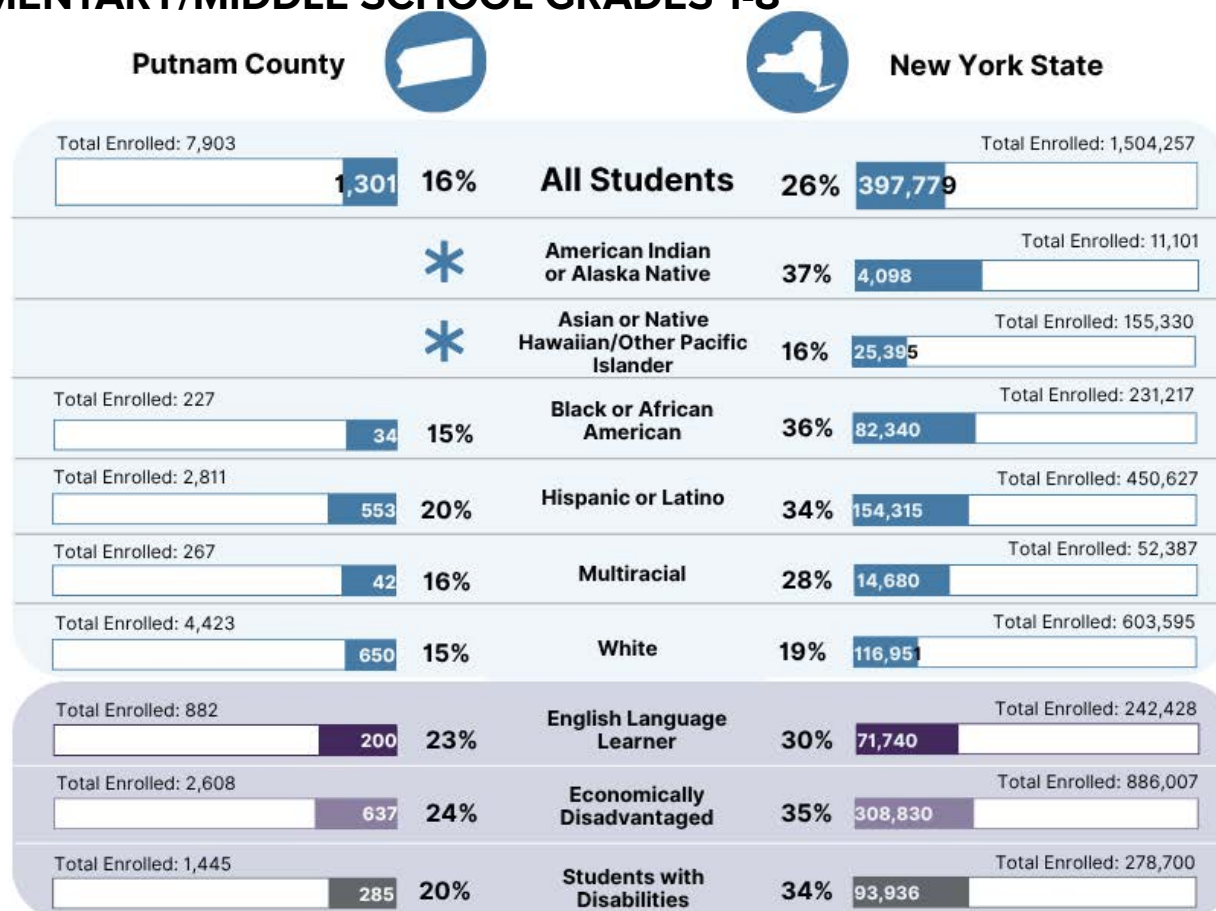 MENTARY/MIDDLE SCHOOL GRADES 1-8
Putnam County
New York State
Total Enrolled: 7,903
1,301 16%
All Students
Total Enrolled: 1,504,257
26% 397,779
*
American Indian
or Alaska Native
Total Enrolled: 11,101
37% 4,098
*
Asian or Native
Hawaiian/Other Pacific
Islander
Total Enrolled: 155,330
16% 25,395
Total Enrolled: 227
34 15%
Black or African
American
Total Enrolled: 231,217
36% 82,340
Total Enrolled: 2,811
553 20%
Hispanic or Latino
Total Enrolled: 450,627
34% 154,315
Total Enrolled: 267
42 16%
Multiracial
Total Enrolled: 52,387
28% 14,680
Total Enrolled: 4,423
650 15%
White
Total Enrolled: 603,595
19% 116,951
Total Enrolled: 882
200 23%
English Language
Learner
Total Enrolled: 242,428
30% 71,740
Total Enrolled: 2,608
637 24%
Economically
Disadvantaged
Total Enrolled: 886,007
35% 308,830
Total Enrolled: 1,445
285 20%
Students with
Disabilities
Total Enrolled: 278,700
34% 93,936